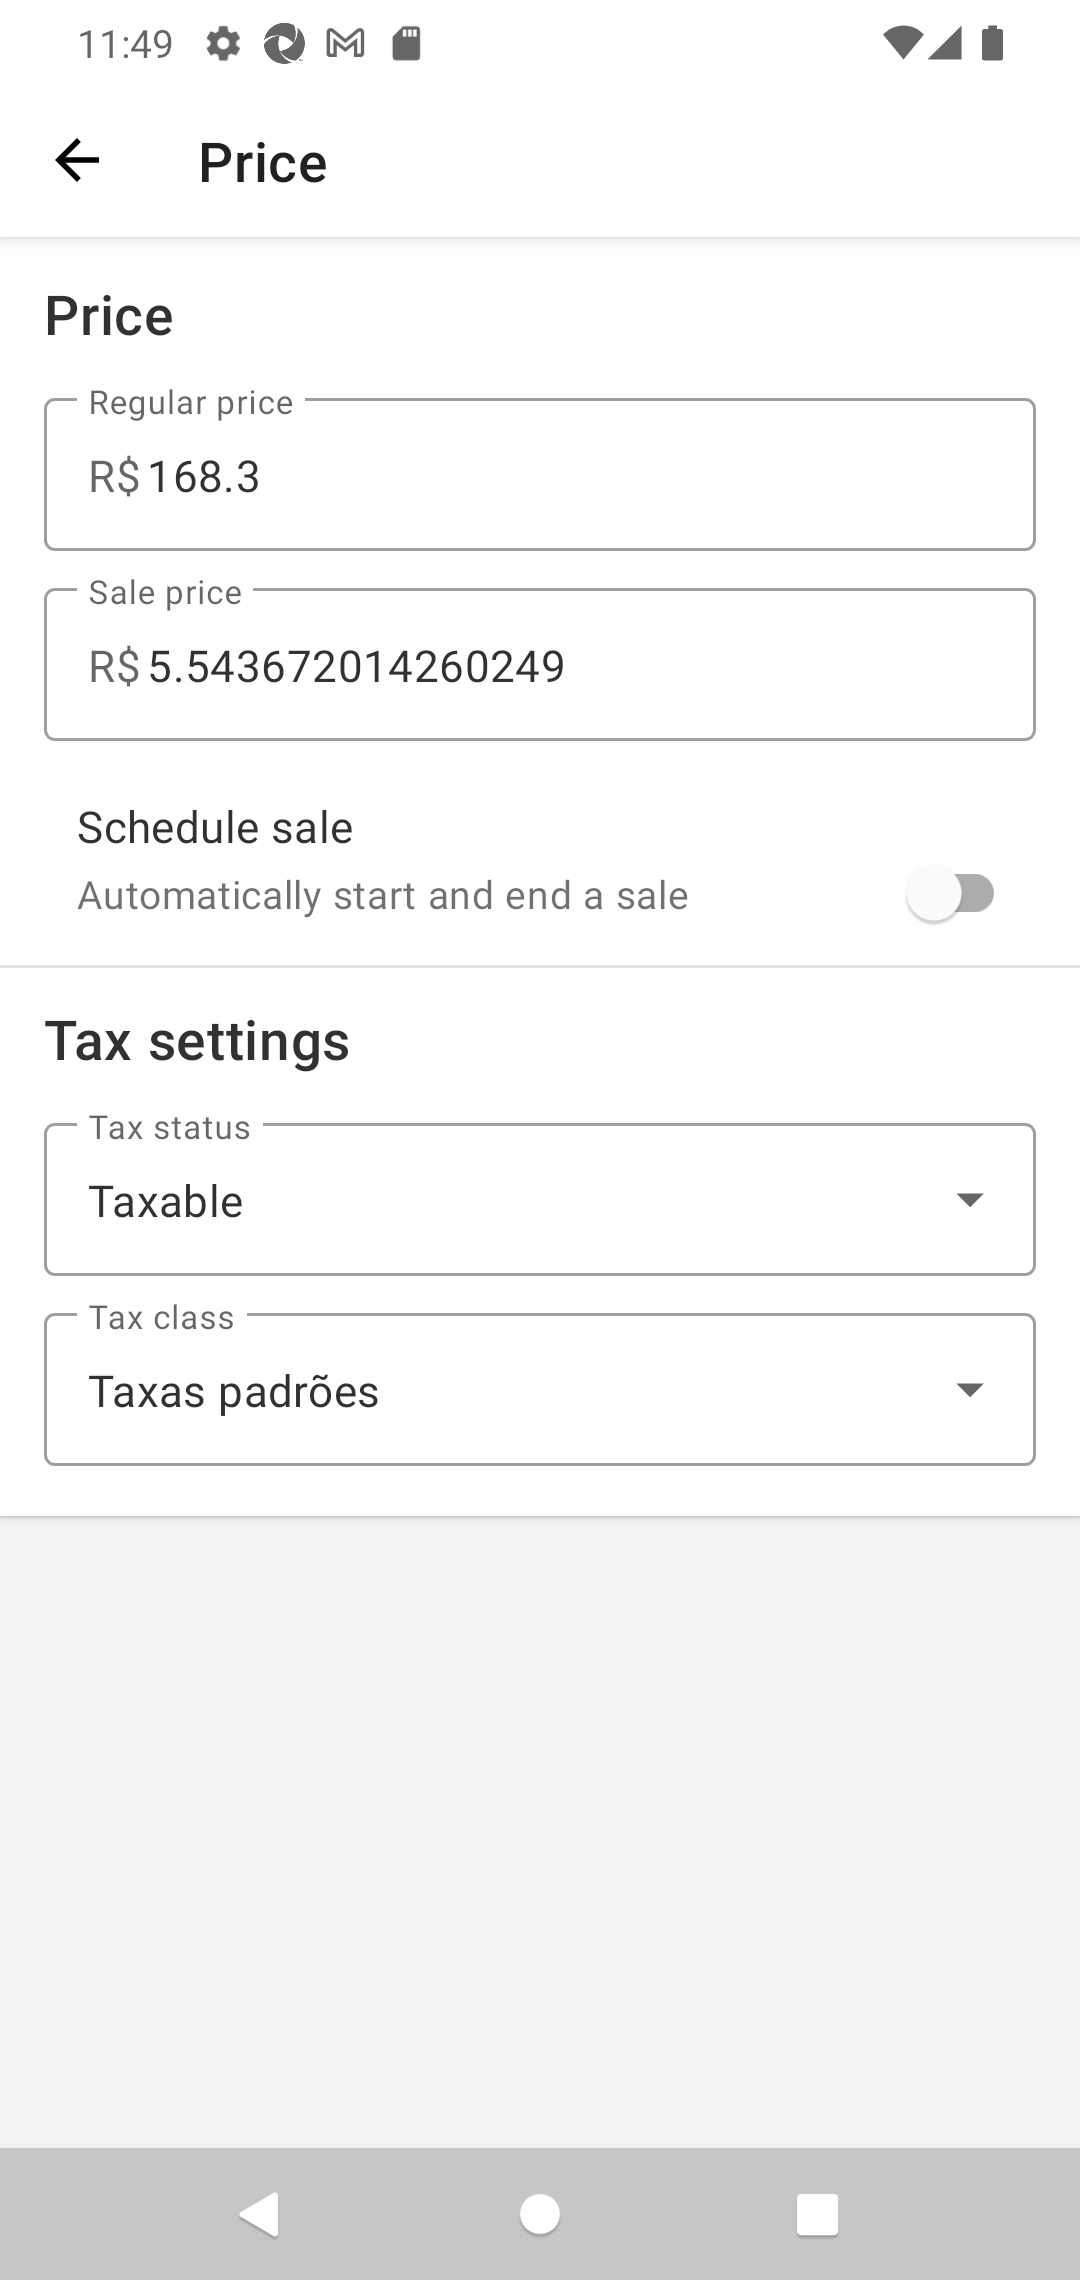 11:49
Price
Price
Regular price
R$ 168.3
Sale price
R$ 5.543672014260249
Schedule sale
Automatically start and end a sale
Tax settings
Tax status
Taxable
Tax class
Taxas padrões